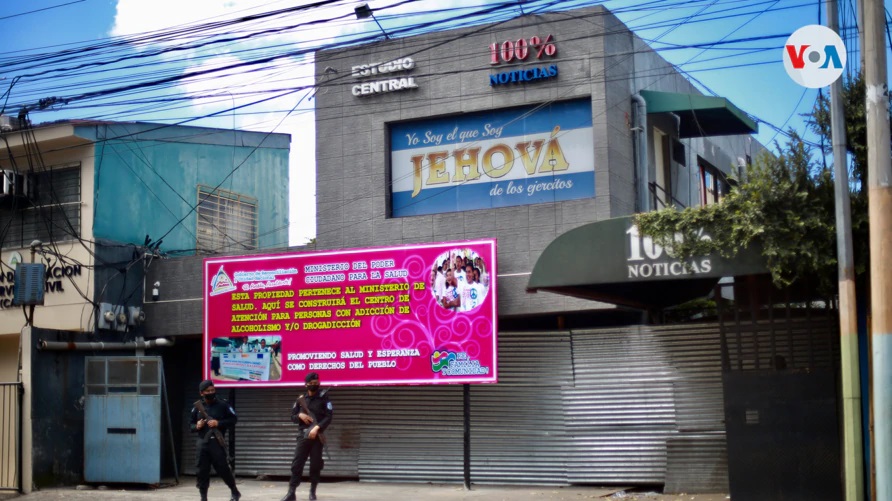 VOA
100%
NOTICIAS
ESTUDIO
CENTRAL
Yo Soy el que Soy
JEHOVÁ
de los ejercitos
100%
NOTICIAS
MINISTERIO DEL PODER
CIUDADANO PARA LA SALUD
ESTA PROPIEDAD PERTENECE AL MINISTERIO DE
SALUD, AQUI SE CONSTRUIRÁ EL CENTRO DE
ATENCIÓN PARA PERSONAS CON ADICCIÓN DE
ALCOHOLISMO Y/O DROGADICCIÓN
PROMOVIENDO SALUD Y ESPERANZA
COMO DERECHOS DEL PUEBLO